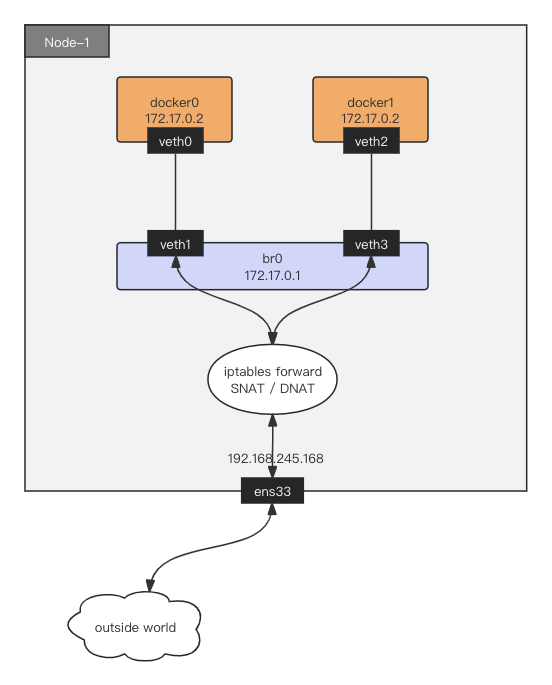 Node-1
docker0
172.17.0.2
docker1
172.17.0.2
veth0
veth2
veth1
veth3
br0
172.17.0.1
iptables forward
SNAT / DNAT
192.168.245.168
ens33
outside world